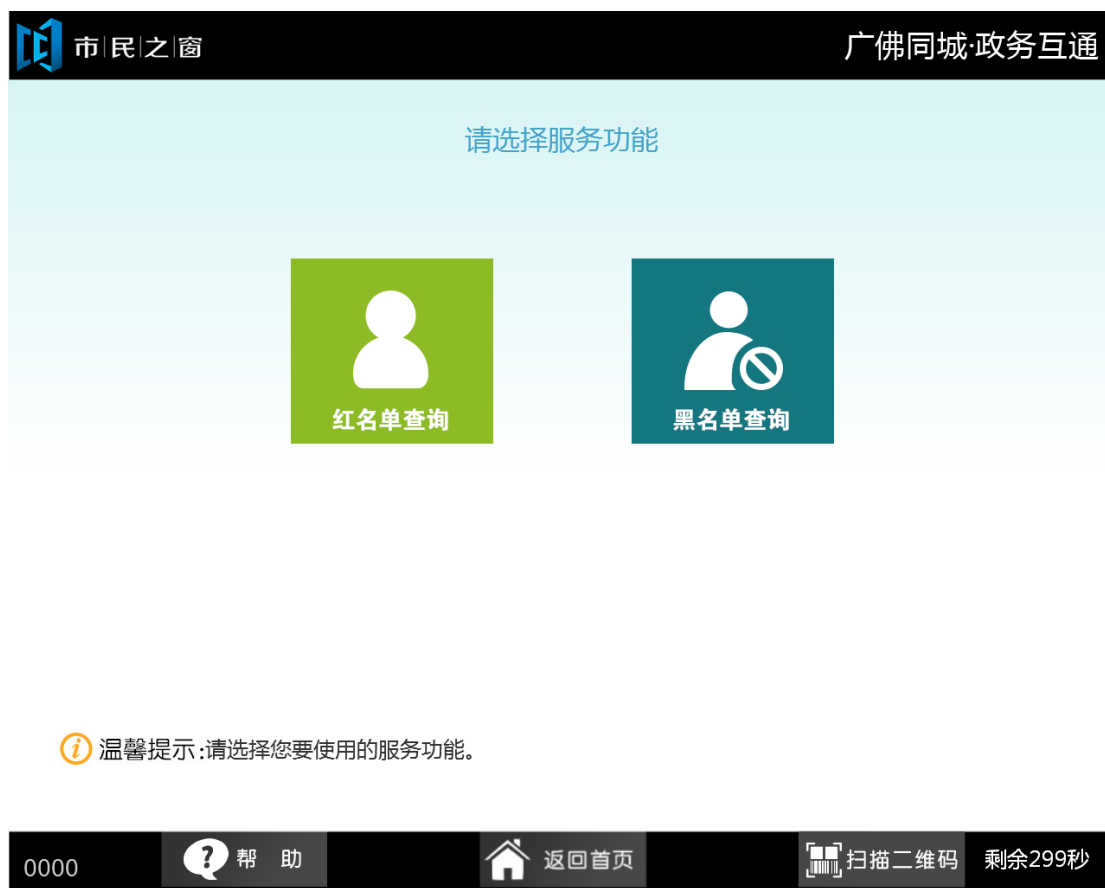 市民之窗
广佛同城·政务互通
请选择服务功能
红名单查询
黑名单查询
温馨提示:请选择您要使用的服务功能。
0000
帮 助
返回首页
扫描二维码
剩余299秒